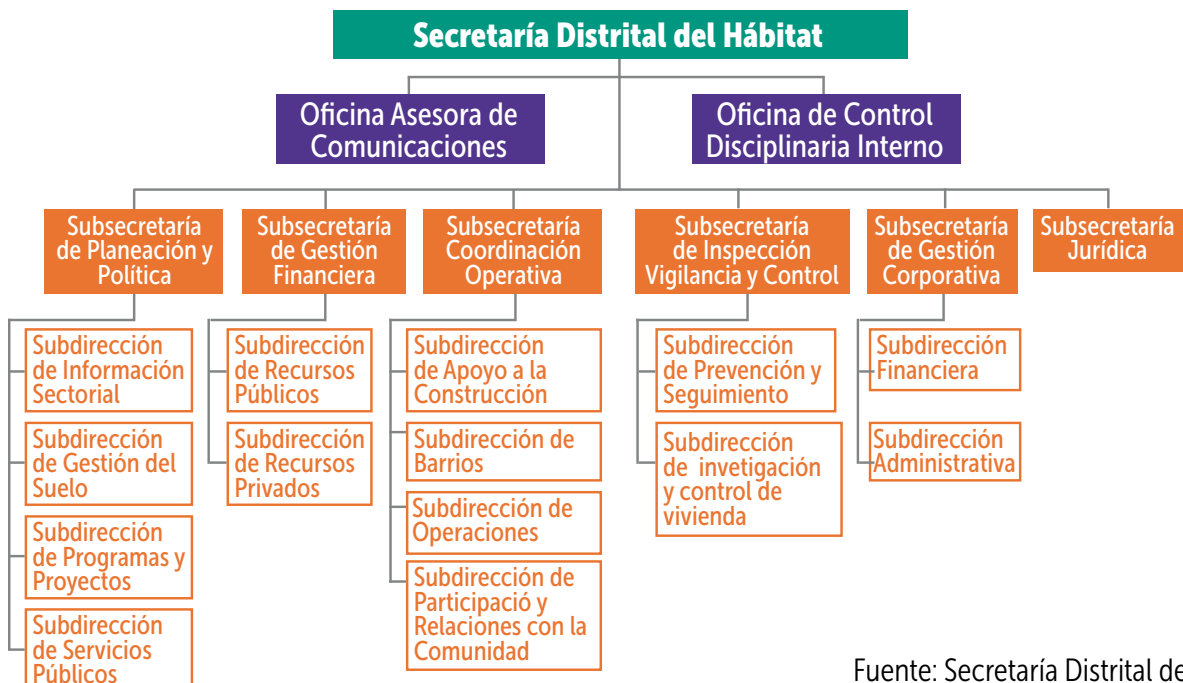 Secretaría Distrital del Hábitat
Oficina Asesora de
Comunicaciones
Oficina de Control
Disciplinaria Interno
Subsecretaría
de Planeación y
Política
Subsecretaría
de Gestión
Financiera
Subsecretaría
Coordinación
Operativa
Subsecretaría
de Inspección
Vigilancia y Control
Subsecretaría
de Gestión
Corporativa
Subsecretaría
Jurídica
Subdirección
de Información
Sectorial
Subdirección
de Gestión del
Suelo
Subdirección
de Programas y
Proyectos
Subdirección
de Servicios
Públicos
Subdirección
de Recursos
Públicos
Subdirección
de Recursos
Privados
Subdirección
de Apoyo a la
Construcción
Subdirección de
Barrios
Subdirección de
Operaciones
Subdirección de
Participació y
Relaciones con la
Comunidad
Subdirección
de Prevención y
Seguimiento
Subdirección
de invetigación
y control de
vivienda
Subdirección
Financiera
Subdirección
Administrativa
Fuente: Secretaría Distrital de